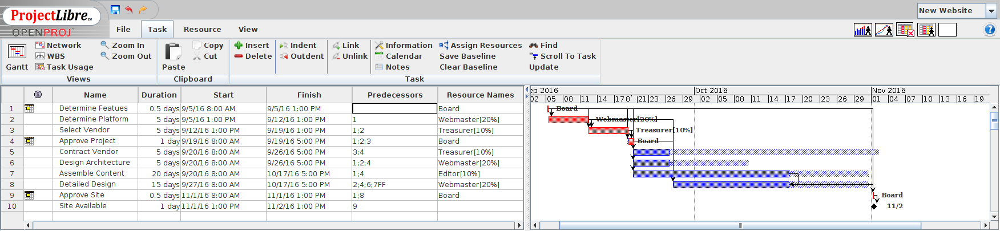 ProjectLibre™
OPENPROJ
New Website
File Task Resource View
Gantt
Network
WBS
Task Usage
Zoom In
Zoom Out
Views
Paste
Copy
Cut
Clipboard
Insert
Delete
Indent
Outdent
Link
Unlink
Information
Calendar
Notes
Assign Resources
Save Baseline
Clear Baseline
Find
Scroll To Task
Update
Task
Name Duration Start Finish Predecessors Resource Names
1 Determine Featues 0.5 days 9/5/16 8:00 AM 9/5/16 1:00 PM Board
2 Determine Platform 5 days 9/5/16 1:00 PM 9/12/16 1:00 PM 1 Webmaster[20%]
3 Select Vendor 5 days 9/12/16 1:00 PM 9/19/16 1:00 PM 1;2 Treasurer[10%]
4 Approve Project 1 day 9/19/16 8:00 AM 9/19/16 5:00 PM 1;2;3 Board
5 Contract Vendor 5 days 9/20/16 8:00 AM 9/26/16 5:00 PM 3;4 Treasurer[10%]
6 Design Architecture 5 days 9/20/16 8:00 AM 9/26/16 5:00 PM 1;2;4 Webmaster[20%]
7 Assemble Content 20 days 9/20/16 8:00 AM 10/17/16 5:00 PM 1;4 Editor[10%]
8 Detailed Design 15 days 9/27/16 8:00 AM 10/17/16 5:00 PM 2;4;6;7FF Webmaster[20%]
9 Approve Site 0.5 days 11/1/16 8:00 AM 11/1/16 1:00 PM 1;8 Board
10 Site Available 1 day 11/1/16 1:00 PM 11/2/16 1:00 PM 9
ep 2016 Oct 2016 Nov 2016
02 05 08 11 14 17 8 21 23 26 29 02 05 08 11 14 17 20 23 26 29 01 04 07 10 13 16 19
Board
Webmaster[20%]
Treasurer[10%]
Board
Board
11/2